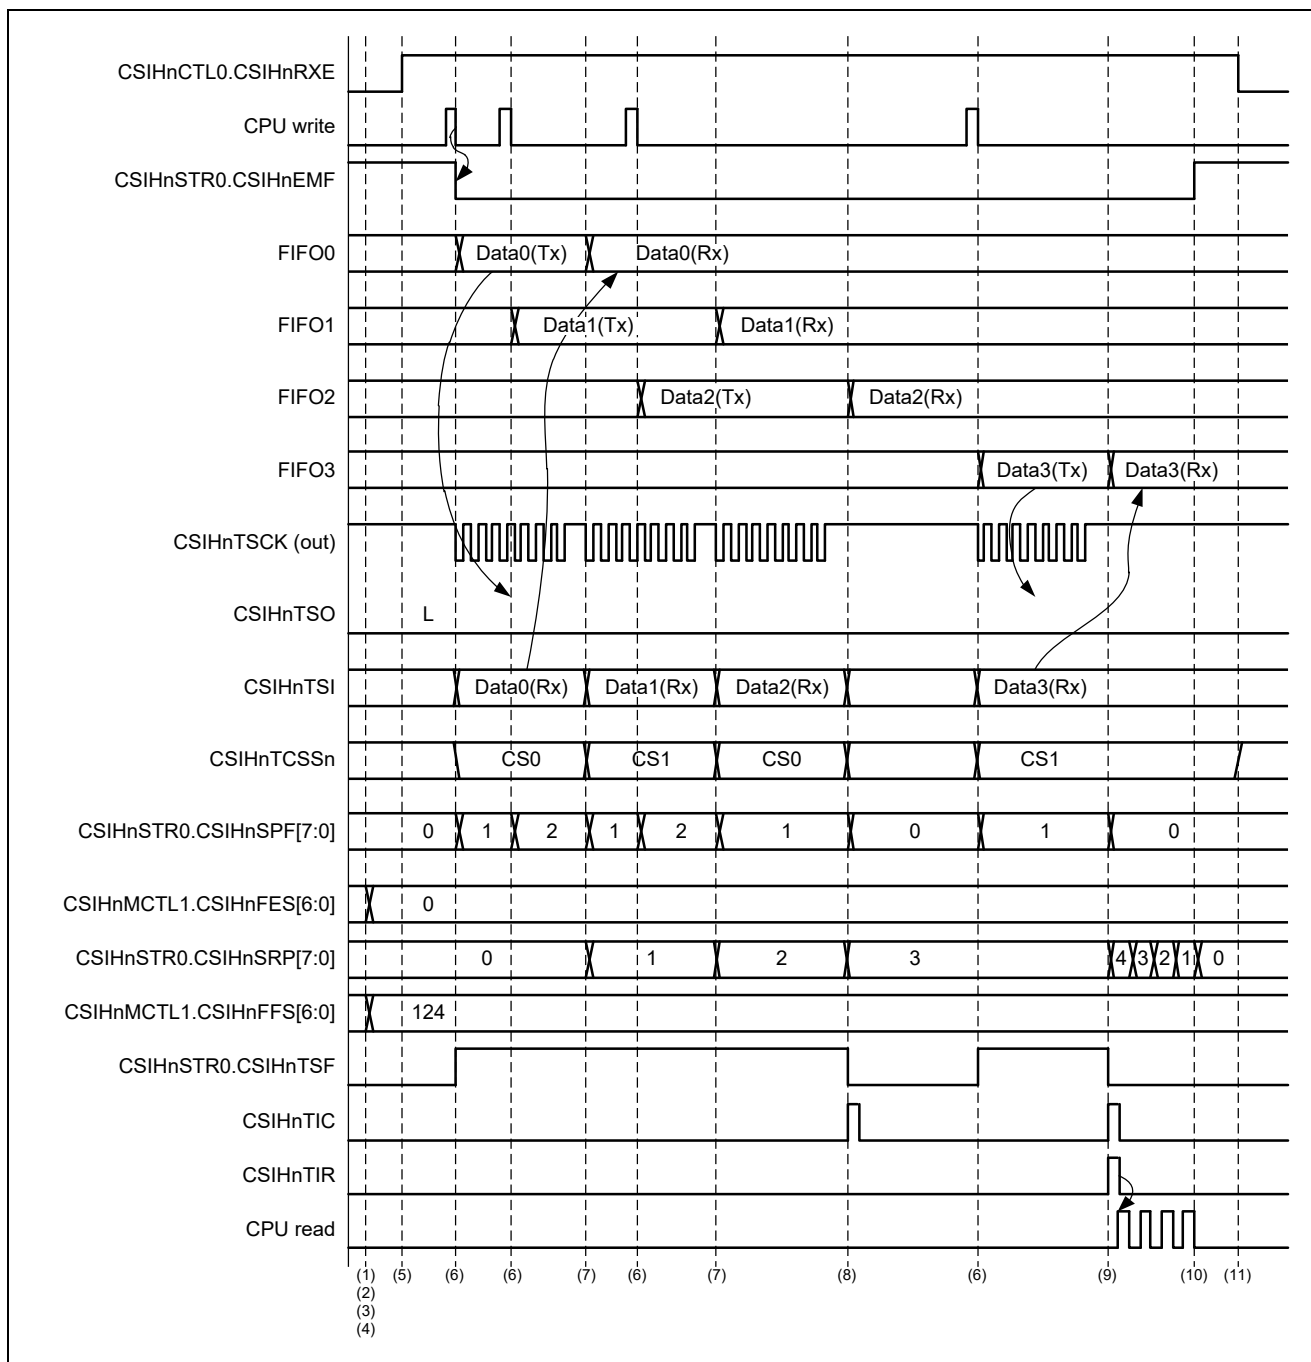 CSIHnCTL0.CSIHnRXE
CPU write
CSIHnSTR0.CSIHnEMF
FIFO0 Data0(Tx) Data0(Rx)
FIFO1 Data1(Tx) Data1(Rx)
FIFO2 Data2(Tx) Data2(Rx)
FIFO3 Data3(Tx) Data3(Rx)
CSIHnTSCK (out)
CSIHnTSO L
CSIHnTSI Data0(Rx) Data1(Rx) Data2(Rx) Data3(Rx)
CSIHnTCSSn CS0 CS1 CS0 CS1
CSIHnSTR0.CSIHnSPF[7:0] 0 1 2 1 2 1 0 1 0
CSIHnMCTL1.CSIHnFES[6:0] 0
CSIHnSTR0.CSIHnSRP[7:0] 0 1 2 3 4 3 2 1 0
CSIHnMCTL1.CSIHnFFS[6:0] 124
CSIHnSTR0.CSIHnTSF
CSIHnTIC
CSIHnTIR
CPU read
(1) (5) (6) (6) (7) (6) (7) (8) (6) (9) (10) (11)
(2)
(3)
(4)